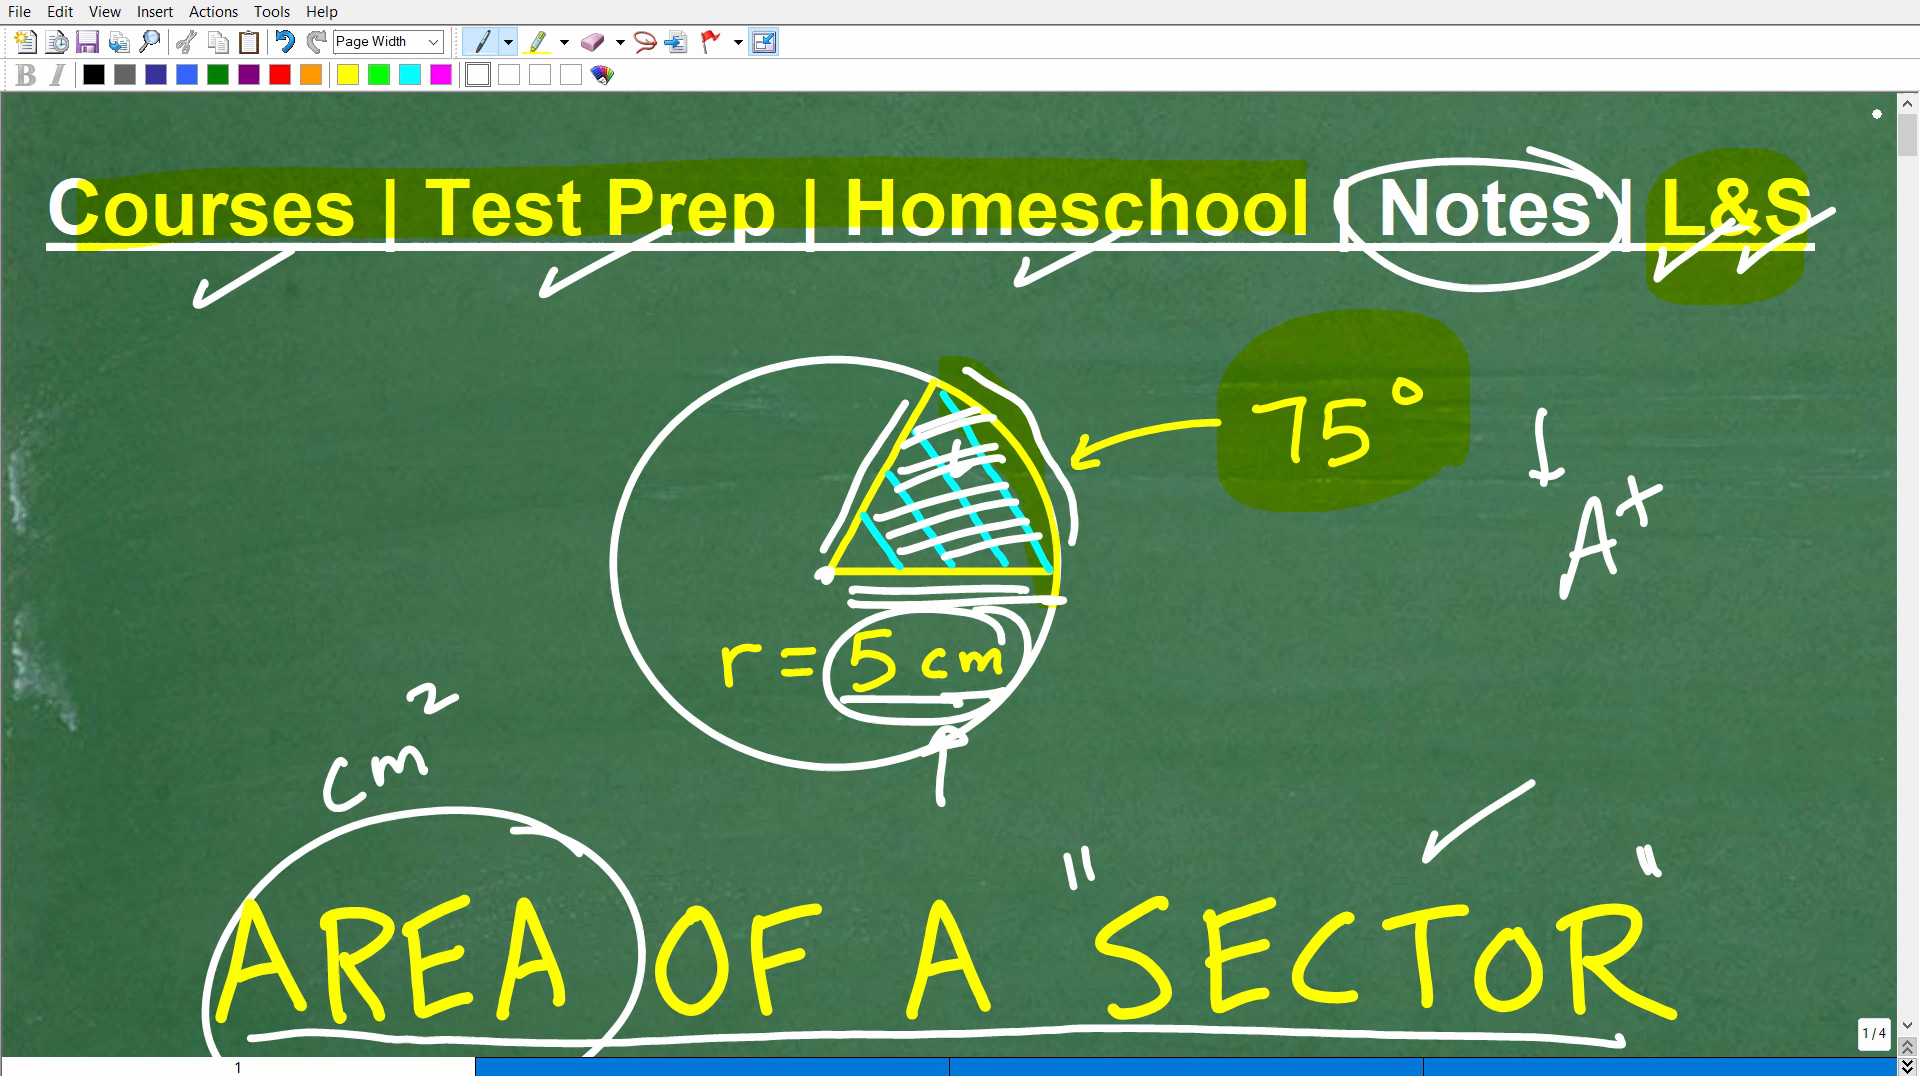 File Edit View Insert Actions Tools Help
Page Width
B I
Courses | Test Prep | Homeschool | Notes | L&S
75°
A+
r = 5 cm
cm²
AREA OF A "SECTOR"
1 / 4
1